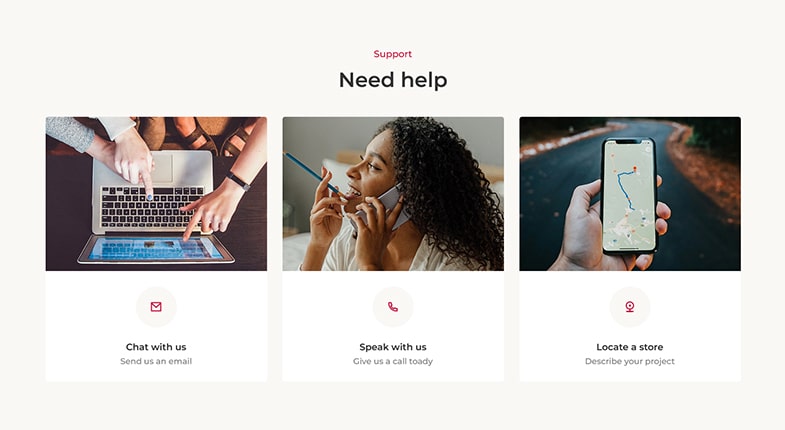 Support
Need help
Chat with us
Send us an email
Speak with us
Give us a call toady
Locate a store
Describe your project